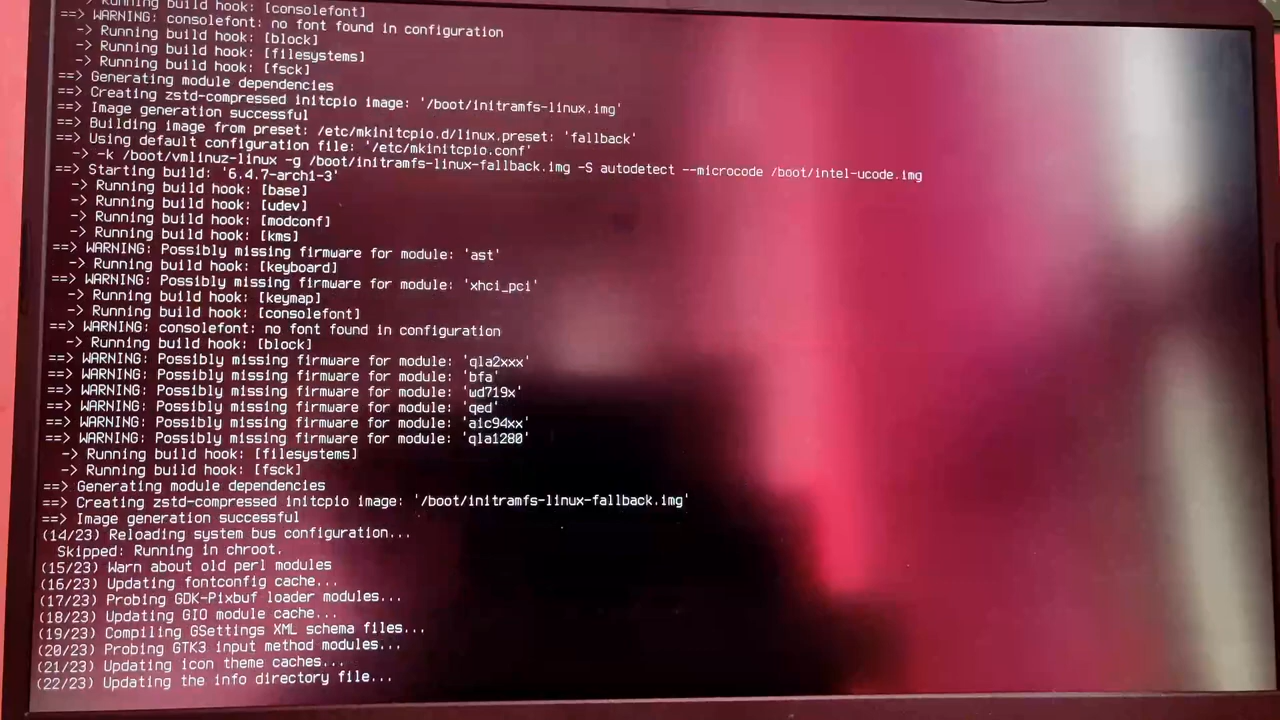 -> Running build hook: [consolefont]
==> WARNING: consolefont: no font found in configuration
-> Running build hook: [block]
-> Running build hook: [filesystems]
-> Running build hook: [fsck]
==> Generating module dependencies
==> Creating zstd-compressed initcpio image: '/boot/initramfs-linux.img'
==> Image generation successful
==> Building image from preset: /etc/mkinitcpio.d/linux.preset: 'fallback'
==> Using default configuration file: '/etc/mkinitcpio.conf'
-> -k /boot/vmlinuz-linux -g /boot/initramfs-linux-fallback.img -S autodetect --microcode /boot/intel-ucode.img
==> Starting build: '6.4.7-arch1-3'
-> Running build hook: [base]
-> Running build hook: [udev]
-> Running build hook: [modconf]
-> Running build hook: [kms]
==> WARNING: Possibly missing firmware for module: 'ast'
-> Running build hook: [keyboard]
==> WARNING: Possibly missing firmware for module: 'xhci_pci'
-> Running build hook: [keymap]
-> Running build hook: [consolefont]
==> WARNING: consolefont: no font found in configuration
-> Running build hook: [block]
==> WARNING: Possibly missing firmware for module: 'qla2xxx'
==> WARNING: Possibly missing firmware for module: 'bfa'
==> WARNING: Possibly missing firmware for module: 'wd719x'
==> WARNING: Possibly missing firmware for module: 'qed'
==> WARNING: Possibly missing firmware for module: 'aic94xx'
==> WARNING: Possibly missing firmware for module: 'qla1280'
-> Running build hook: [filesystems]
-> Running build hook: [fsck]
==> Generating module dependencies
==> Creating zstd-compressed initcpio image: '/boot/initramfs-linux-fallback.img'
==> Image generation successful
(14/23) Reloading system bus configuration...
Skipped: Running in chroot.
(15/23) Warn about old perl modules
(16/23) Updating fontconfig cache...
(17/23) Probing GDK-Pixbuf loader modules...
(18/23) Updating GIO module cache...
(19/23) Compiling GSettings XML schema files...
(20/23) Probing GTK3 input method modules...
(21/23) Updating icon theme caches...
(22/23) Updating the info directory file...